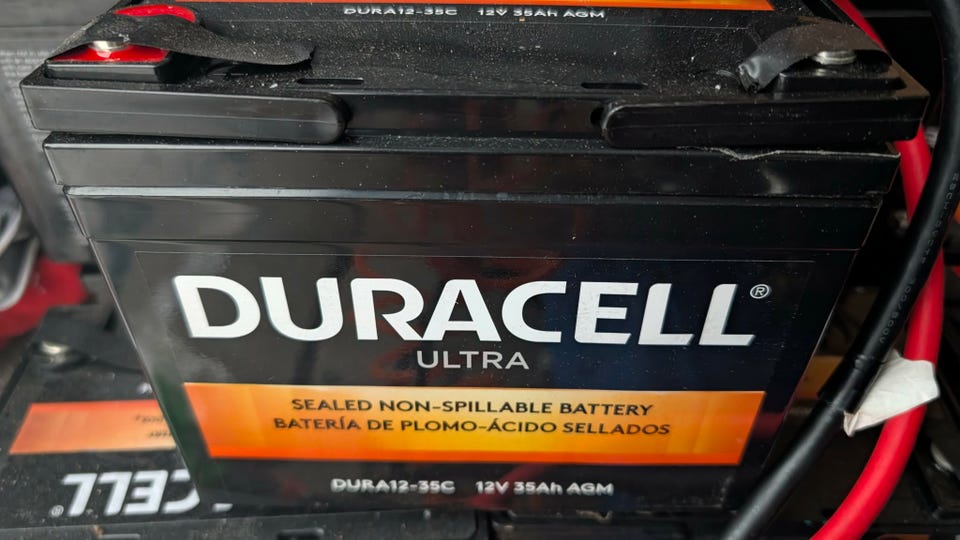 DURA12-35C 12V 35Ah AGM
DURACELL®
ULTRA
SEALED NON-SPILLABLE BATTERY
BATERÍA DE PLOMO-ÁCIDO SELLADOS
DURA12-35C 12V 35Ah AGM
CELL®